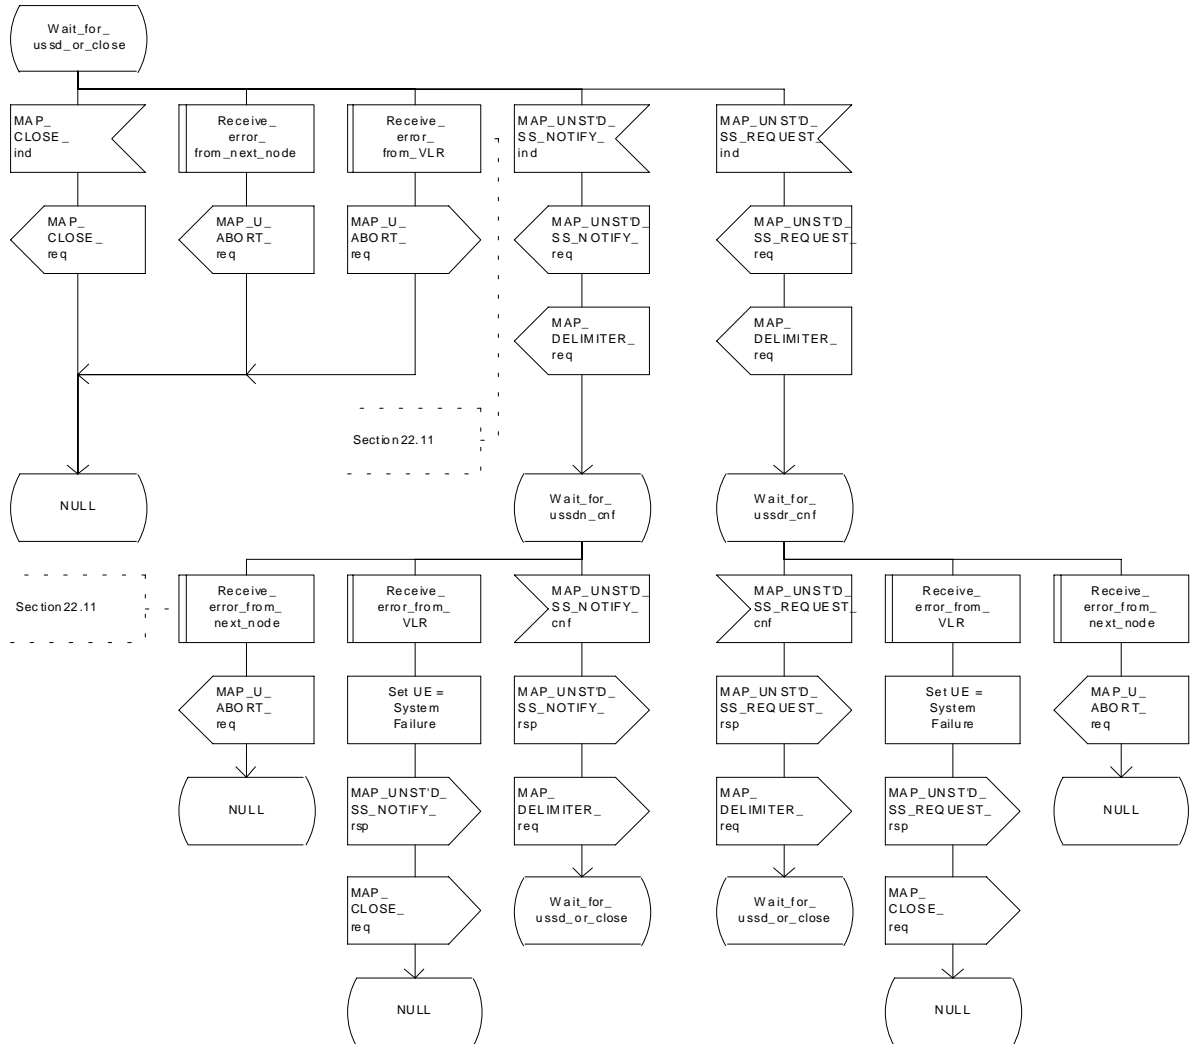 Wait_for_
ussd_or_close
MAP_
CLOSE_
ind
Receive_
error_
from_next_node
Receive_
error_
from_VLR
MAP_UNST'D_
SS_NOTIFY_
ind
MAP_UNST'D_
SS_REQUEST_
ind
MAP_
CLOSE_
req
MAP_U_
ABORT_
req
MAP_U_
ABORT_
req
MAP_UNST'D_
SS_NOTIFY_
req
MAP_UNST'D_
SS_REQUEST_
req
MAP_
DELIMITER_
req
MAP_
DELIMITER_
req
Section 22.11
NULL
Wait_for_
ussdn_cnf
Wait_for_
ussdr_cnf
Section 22.11
Receive_
error_from_
next_node
Receive_
error_from_
VLR
MAP_UNST'D_
SS_NOTIFY_
cnf
MAP_UNST'D_
SS_REQUEST_
cnf
Receive_
error_from_
VLR
Receive_
error_from_
next_node
MAP_U_
ABORT_
req
Set UE =
System
Failure
MAP_UNST'D_
SS_NOTIFY_
rsp
MAP_UNST'D_
SS_REQUEST_
rsp
Set UE =
System
Failure
MAP_U_
ABORT_
req
NULL
MAP_UNST'D_
SS_NOTIFY_
rsp
MAP_
DELIMITER_
req
MAP_
DELIMITER_
req
MAP_UNST'D_
SS_REQUEST_
rsp
NULL
MAP_
CLOSE_
req
Wait_for_
ussd_or_close
Wait_for_
ussd_or_close
MAP_
CLOSE_
req
NULL
NULL